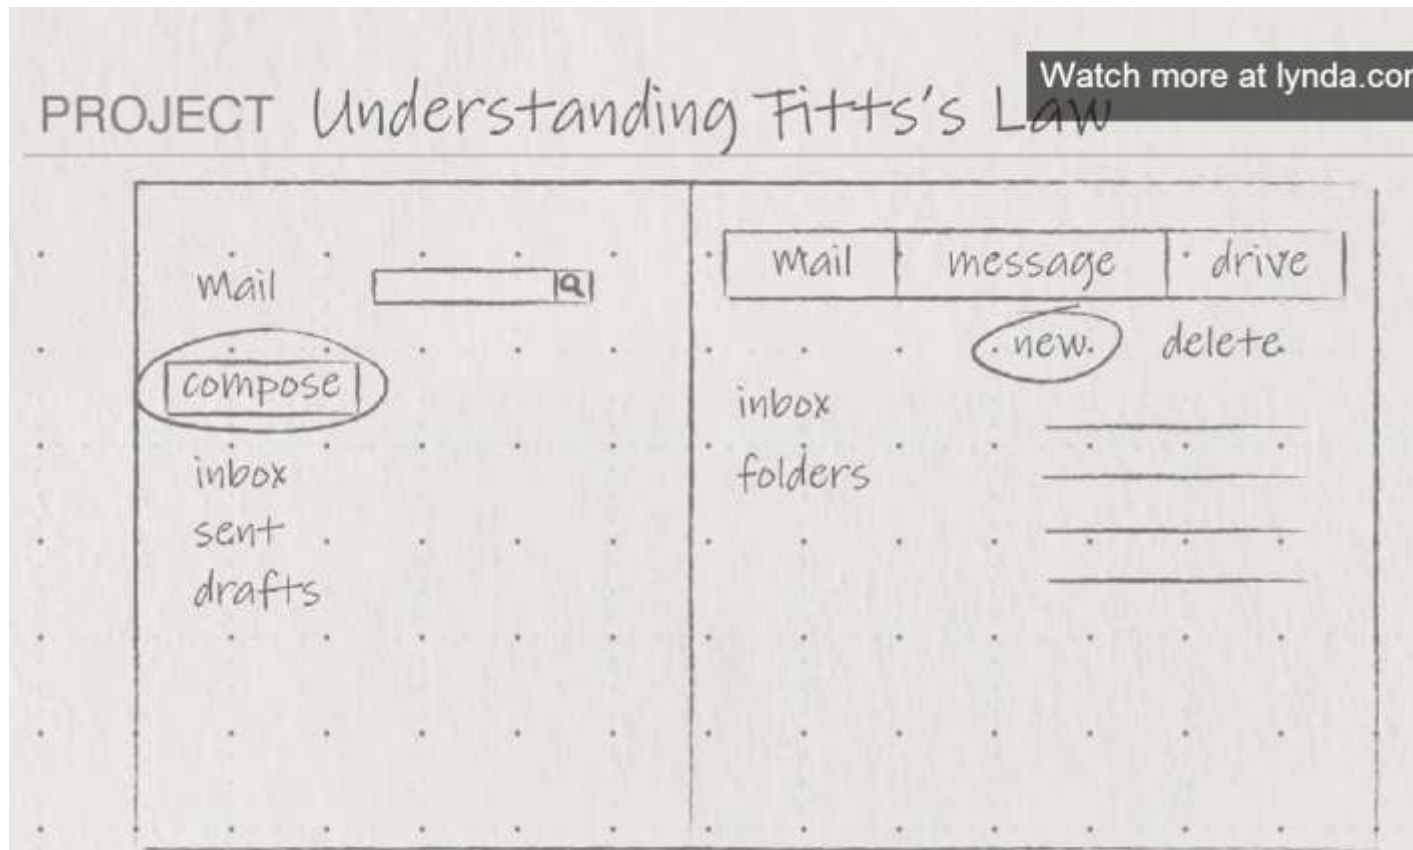 Watch more at lynda.com
PROJECT Understanding Fitts's Law
mail
compose
inbox
sent
drafts
mail message drive
new delete
inbox
folders